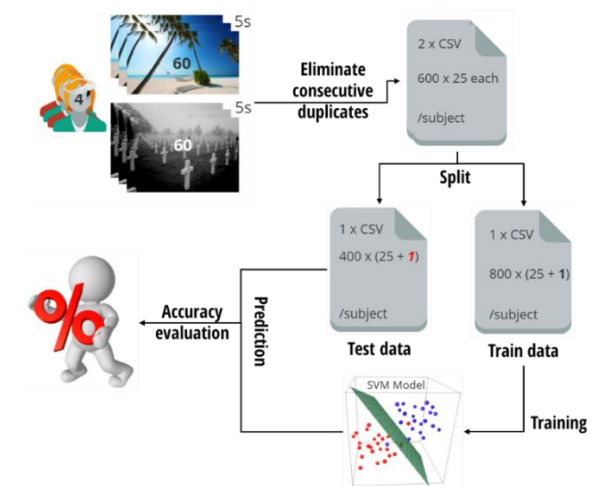 5s
60
4
5s
60
Eliminate
consecutive
duplicates
2 x CSV
600 x 25 each
/subject
Split
1 x CSV
400 x (25 + 1)
/subject
Test data
1 x CSV
800 x (25 + 1)
/subject
Train data
%
Accuracy
evaluation
Prediction
SVM Model
Training